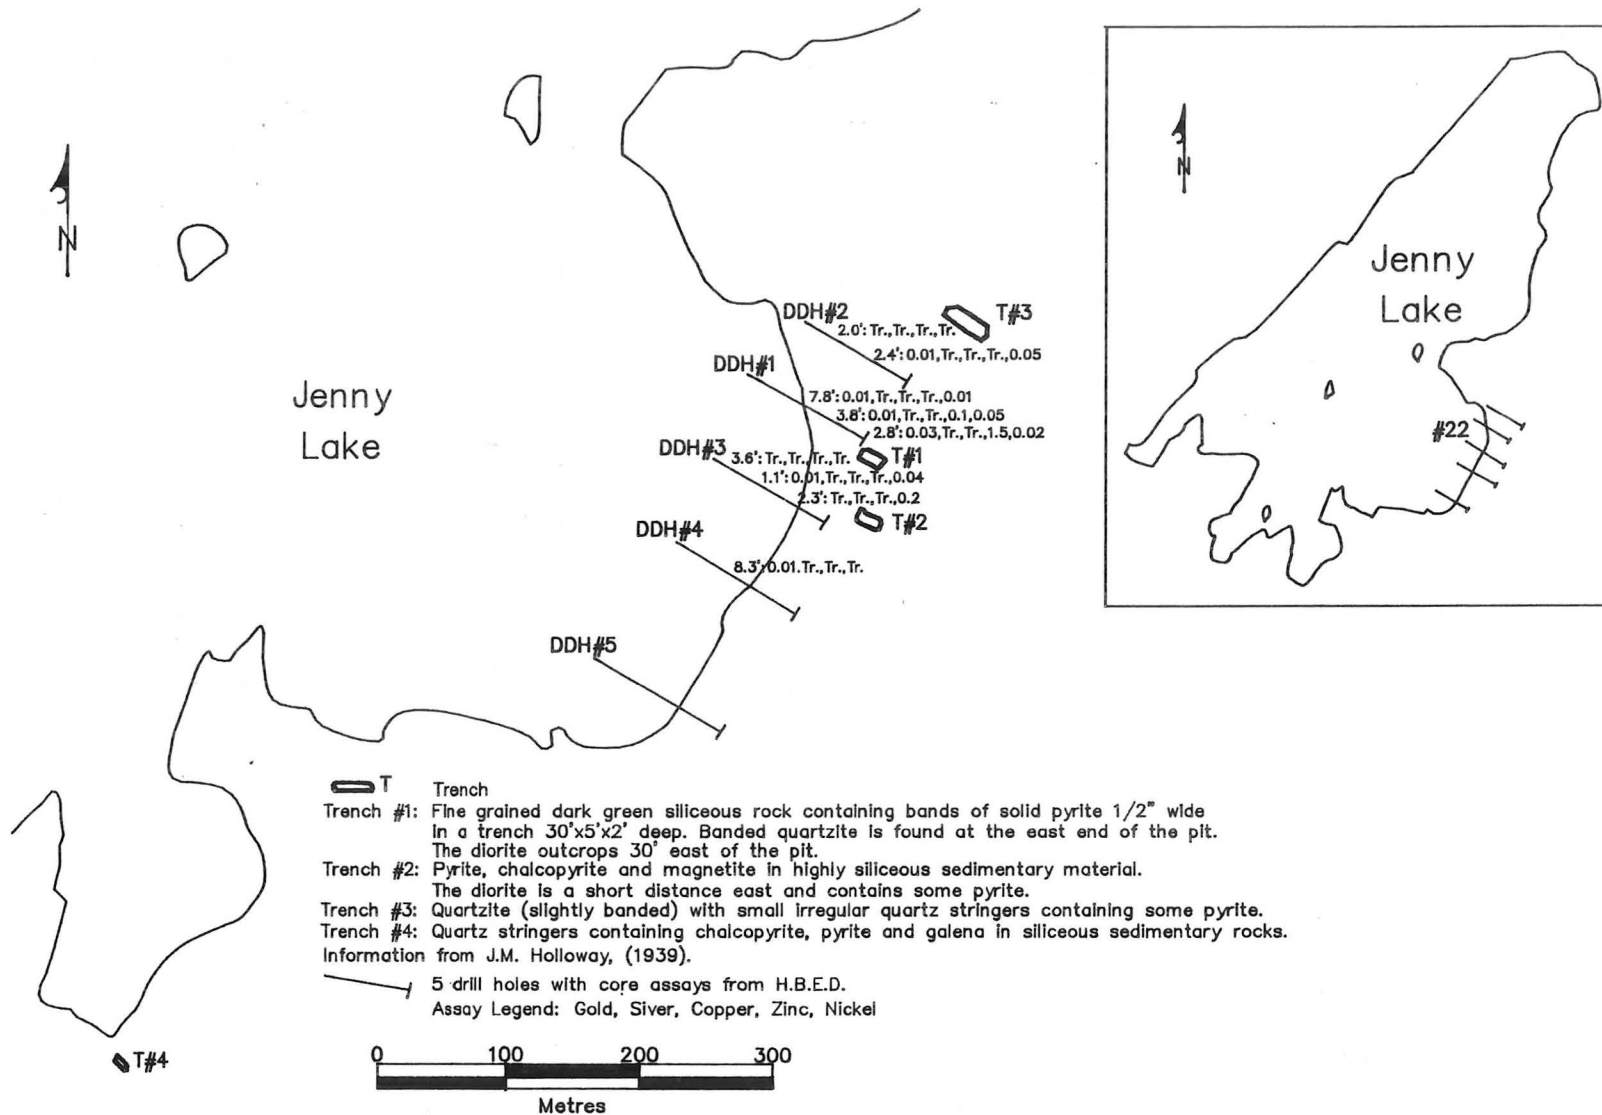 N
Jenny
Lake
DDH#2
2.0': Tr.,Tr.,Tr.,Tr.
T#3
2.4': 0.01,Tr.,Tr.,Tr.,0.05
DDH#1
7.8': 0.01,Tr.,Tr.,Tr.,0.01
3.8': 0.01,Tr.,Tr.,0.1,0.05
2.8': 0.03,Tr.,Tr.,1.5,0.02
DDH#3
3.6': Tr.,Tr.,Tr.,Tr.
T#1
1.1': 0.01,Tr.,Tr.,Tr.,0.04
2.3': Tr.,Tr.,Tr.,0.2
T#2
DDH#4
8.3': 0.01.Tr.,Tr.,Tr.
DDH#5
N
Jenny
Lake
#22
T Trench
Trench #1: Fine grained dark green siliceous rock containing bands of solid pyrite 1/2" wide
in a trench 30'x5'x2' deep. Banded quartzite is found at the east end of the pit.
The diorite outcrops 30' east of the pit.
Trench #2: Pyrite, chalcopyrite and magnetite in highly siliceous sedimentary material.
The diorite is a short distance east and contains some pyrite.
Trench #3: Quartzite (slightly banded) with small irregular quartz stringers containing some pyrite.
Trench #4: Quartz stringers containing chalcopyrite, pyrite and galena in siliceous sedimentary rocks.
Information from J.M. Holloway, (1939).
5 drill holes with core assays from H.B.E.D.
Assay Legend: Gold, Siver, Copper, Zinc, Nickel
T#4
0 100 200 300
Metres